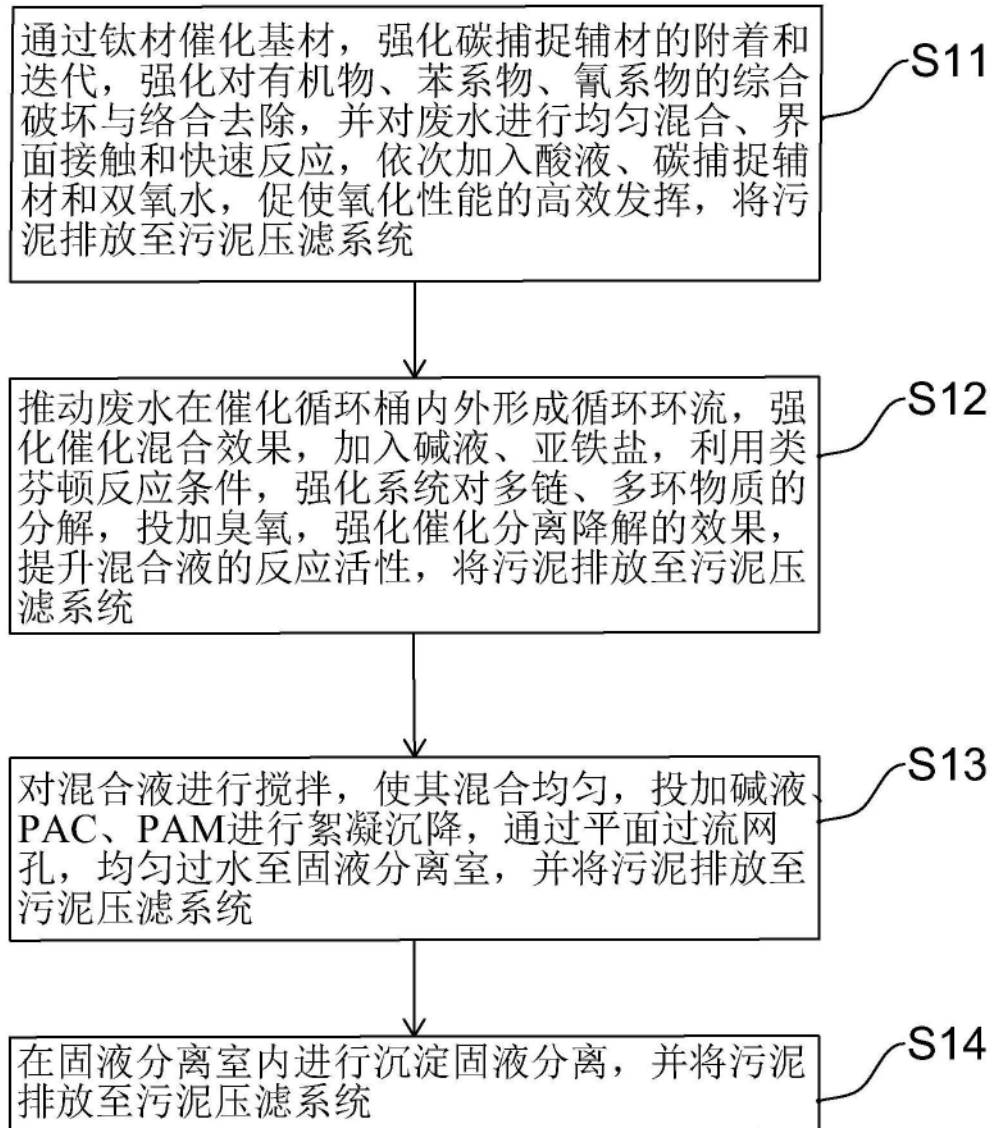 通过钛材催化基材，强化碳捕捉辅材的附着和
迭代，强化对有机物、苯系物、氰系物的综合
破坏与络合去除，并对废水进行均匀混合、界
面接触和快速反应，依次加入酸液、碳捕捉辅
材和双氧水，促使氧化性能的高效发挥，将污
泥排放至污泥压滤系统
S11
推动废水在催化循环桶内外形成循环环流，强
化催化混合效果，加入碱液、亚铁盐，利用类
芬顿反应条件，强化系统对多链、多环物质的
分解，投加臭氧，强化催化分离降解的效果，
提升混合液的反应活性，将污泥排放至污泥压
滤系统
S12
对混合液进行搅拌，使其混合均匀，投加碱液、
PAC、PAM进行絮凝沉降，通过平面过流网
孔，均匀过水至固液分离室，并将污泥排放至
污泥压滤系统
S13
在固液分离室内进行沉淀固液分离，并将污泥
排放至污泥压滤系统
S14